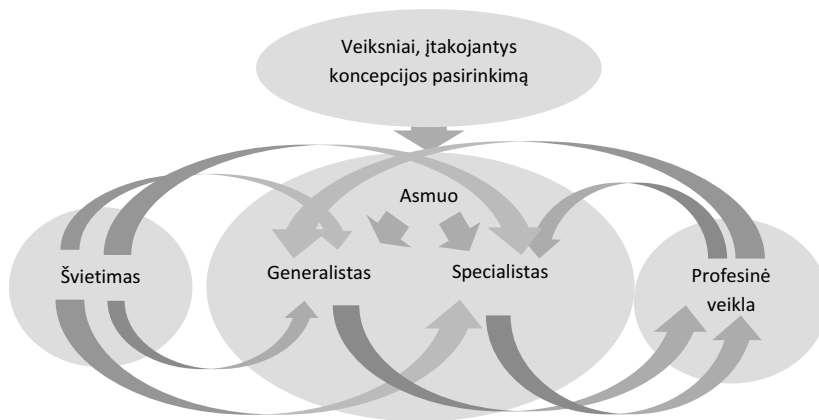 Veiksniai, įtakojantys
koncepcijos pasirinkimą
Asmuo
Švietimas
Generalistas
Specialistas
Profesinė
veikla